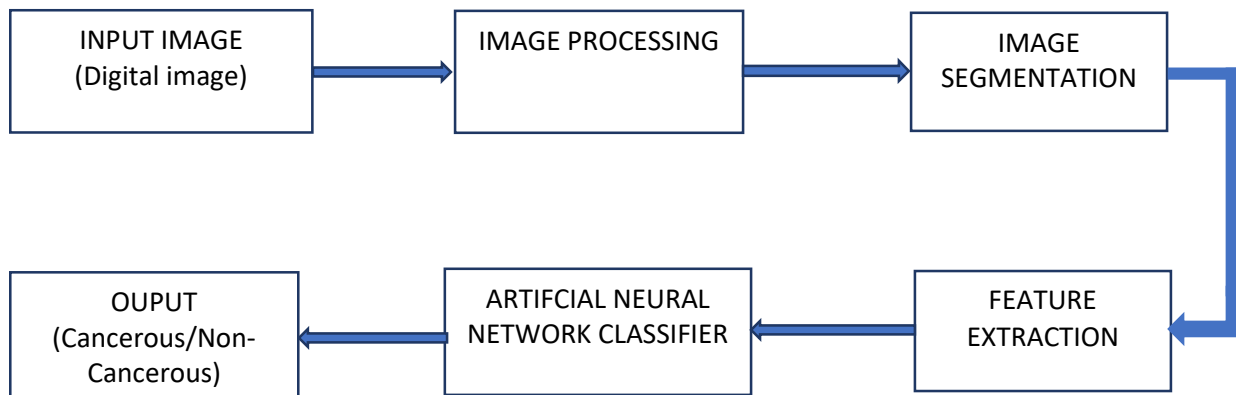 INPUT IMAGE
(Digital image)
IMAGE PROCESSING
IMAGE
SEGMENTATION
FEATURE
EXTRACTION
ARTIFCIAL NEURAL
NETWORK CLASSIFIER
OUPUT
(Cancerous/Non-
Cancerous)